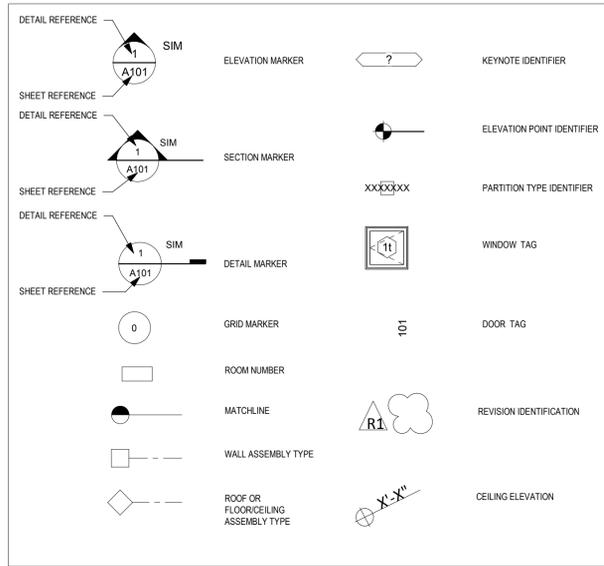 DETAIL REFERENCE
SIM
1
A101
ELEVATION MARKER
SHEET REFERENCE
DETAIL REFERENCE
SIM
1
A101
SECTION MARKER
SHEET REFERENCE
DETAIL REFERENCE
SIM
1
A101
DETAIL MARKER
SHEET REFERENCE
0
GRID MARKER
ROOM NUMBER
MATCHLINE
WALL ASSEMBLY TYPE
ROOF OR
FLOOR/CEILING
ASSEMBLY TYPE
?
KEYNOTE IDENTIFIER
ELEVATION POINT IDENTIFIER
XXXXXXX
PARTITION TYPE IDENTIFIER
1t
WINDOW TAG
101
DOOR TAG
R1
REVISION IDENTIFICATION
X'-X"
CEILING ELEVATION